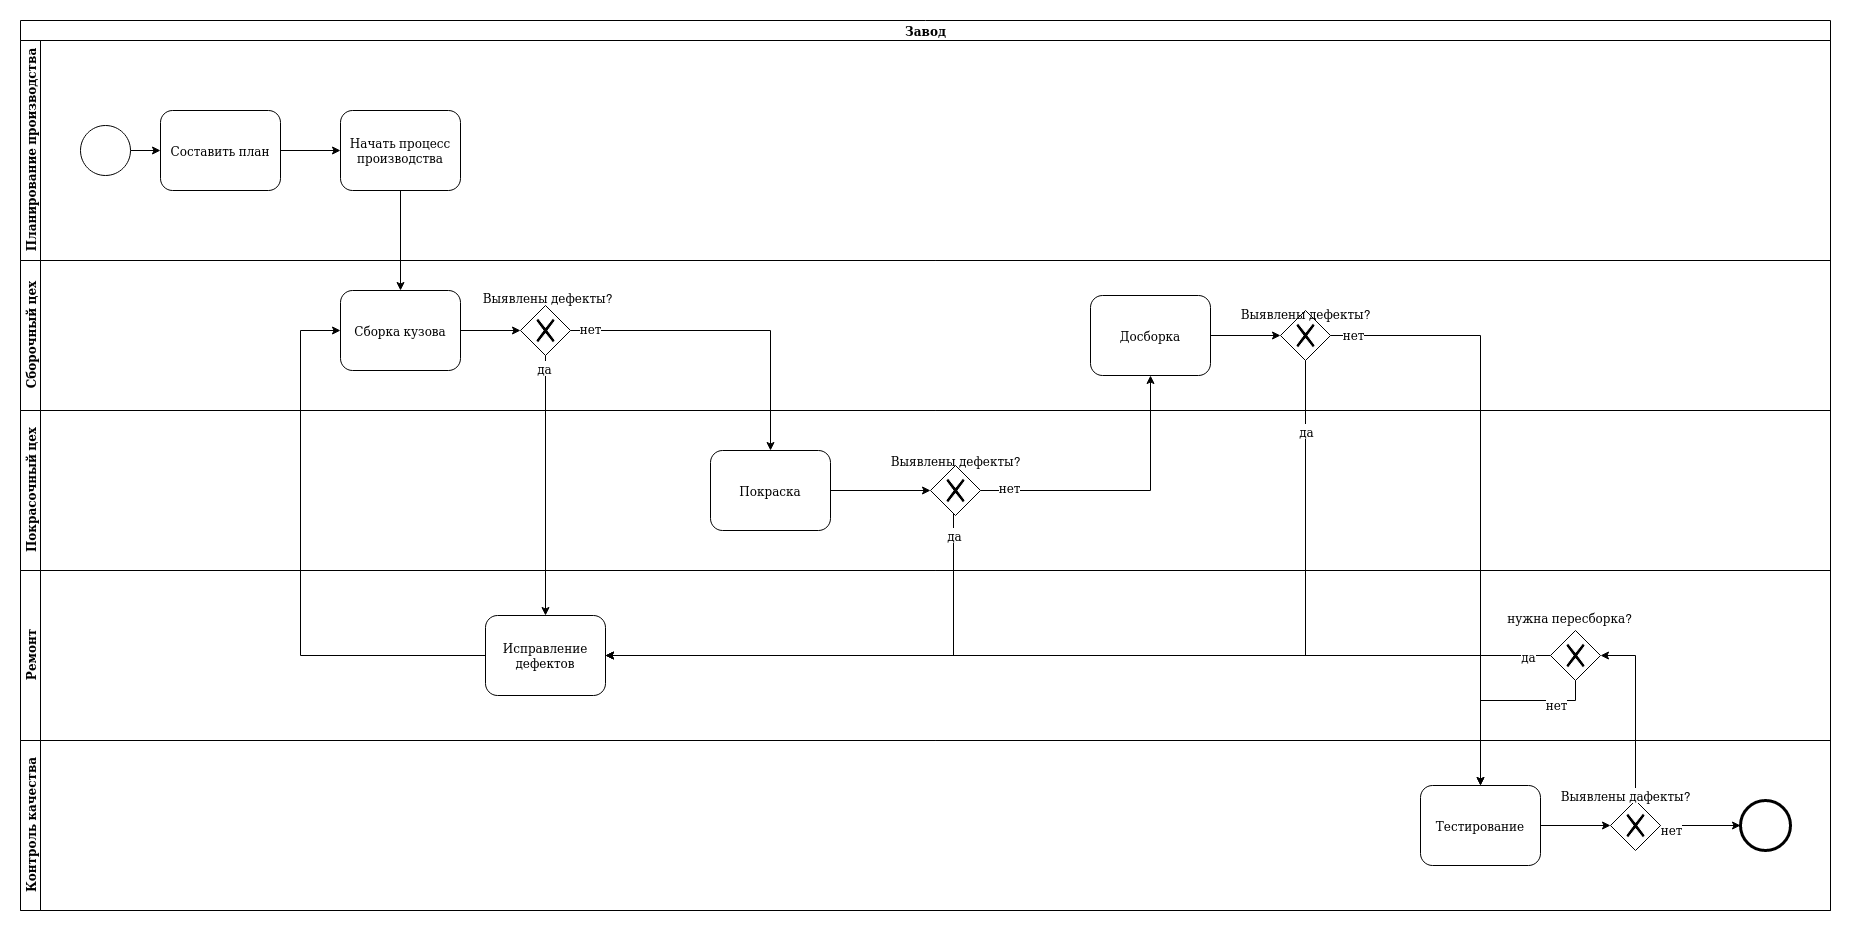 Завод
Планирование производства
Составить план
Начать процесс
производства
Сборочный цех
Сборка кузова
Выявлены дефекты?
нет
да
Досборка
Выявлены дефекты?
нет
да
Покрасочный цех
Покраска
Выявлены дефекты?
нет
да
Ремонт
Исправление
дефектов
нужна пересборка?
да
нет
Контроль качества
Тестирование
Выявлены дафекты?
нет